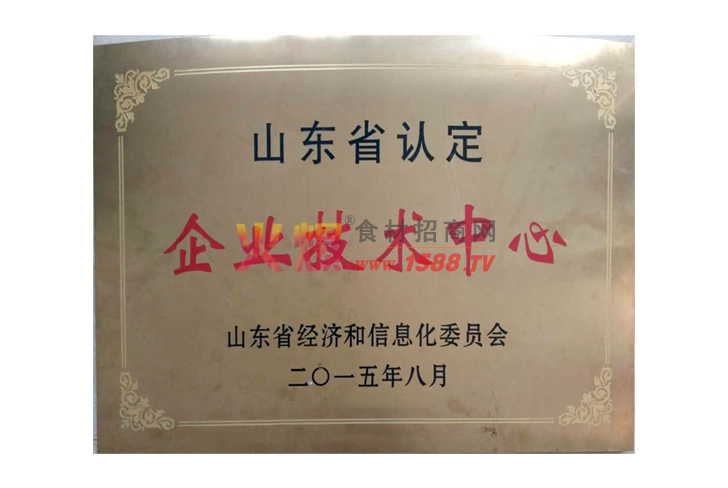 山东省认定
企业技术中心
火爆®食材招商网
www.1588.TV
山东省经济和信息化委员会
二〇一五年八月